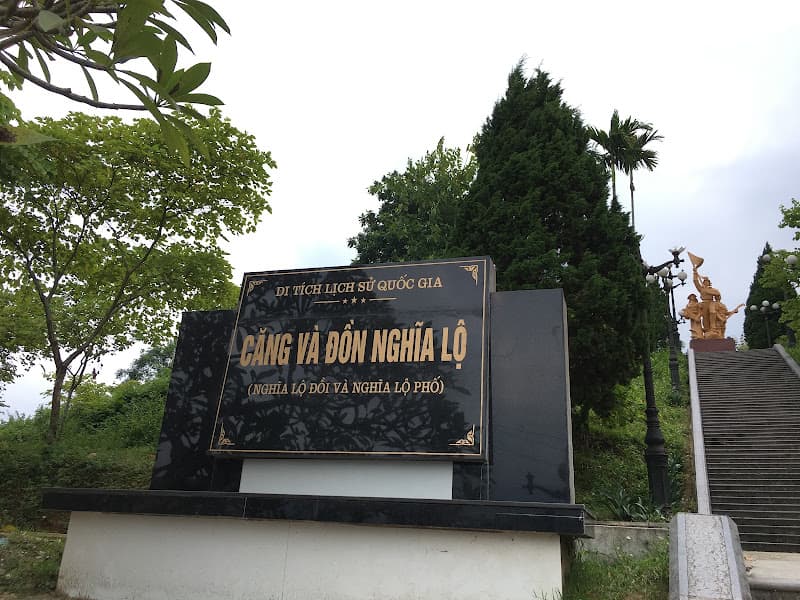 DI TÍCH LỊCH SỬ QUỐC GIA
CĂNG VÀ ĐỒN NGHĨA LỘ
(NGHĨA LỘ ĐỒI VÀ NGHĨA LỘ PHỐ)